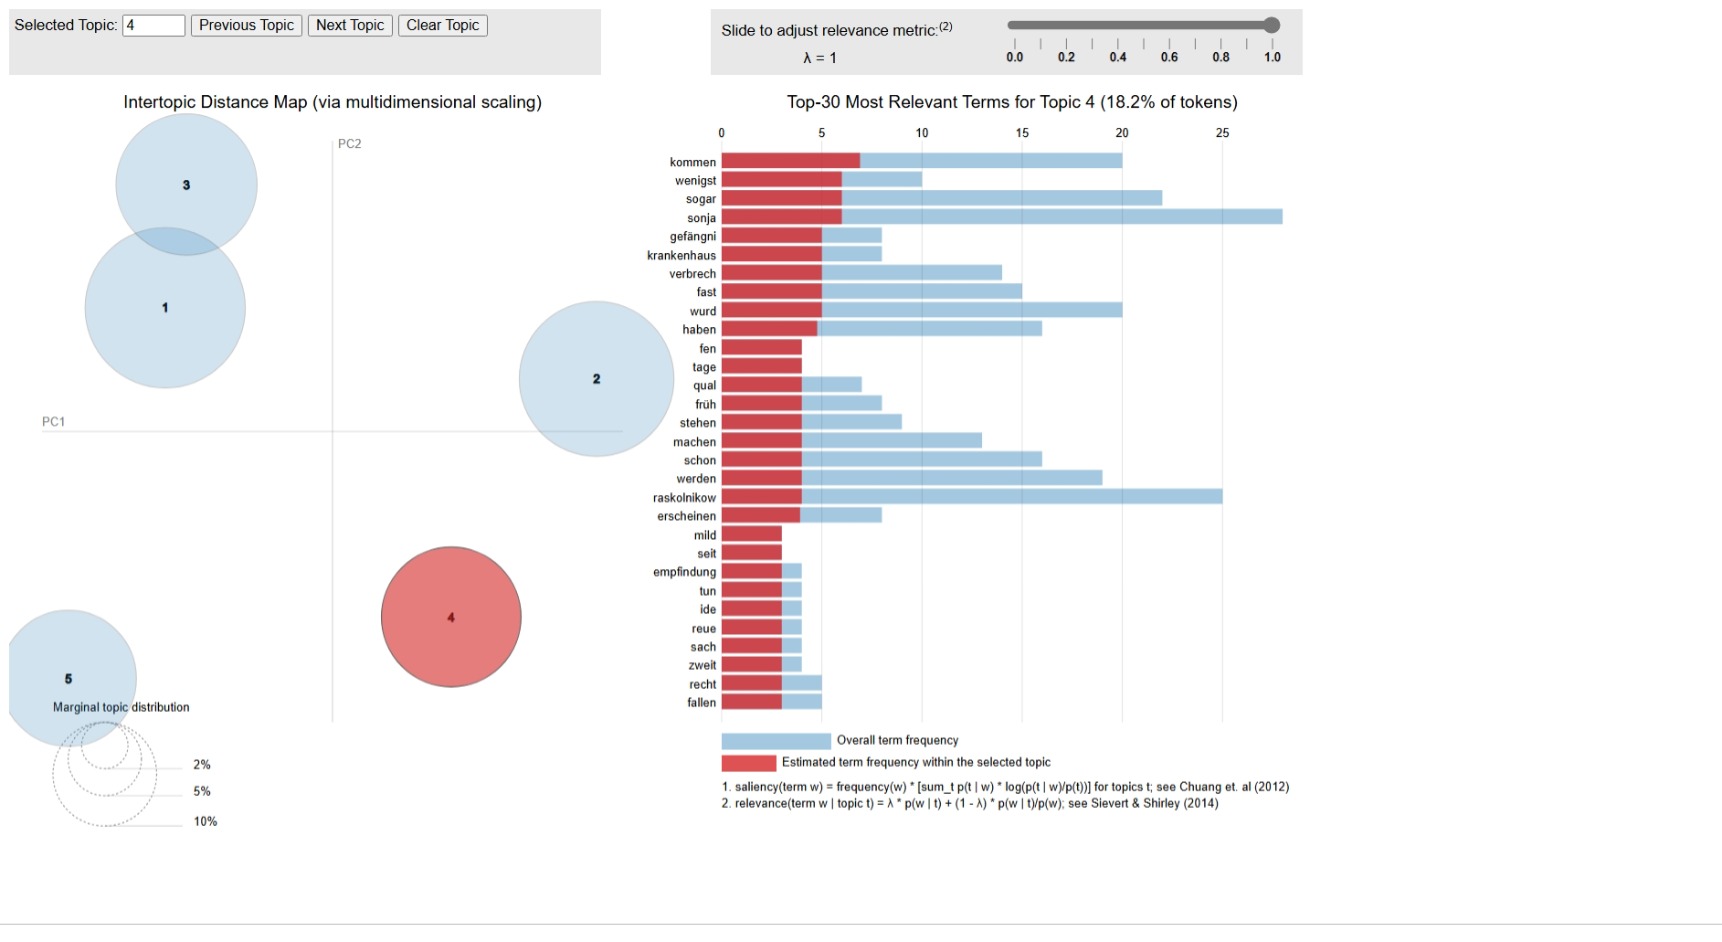 Selected Topic: 4 Previous Topic Next Topic Clear Topic
Slide to adjust relevance metric:(2)
λ = 1
0.0 0.2 0.4 0.6 0.8 1.0
Intertopic Distance Map (via multidimensional scaling)
PC2
3
1
2
PC1
4
5
Marginal topic distribution
2%
5%
10%
Top-30 Most Relevant Terms for Topic 4 (18.2% of tokens)
0 5 10 15 20 25
kommen
wenigst
sogar
sonja
gefängni
krankenhaus
verbrech
fast
wurd
haben
fen
tage
qual
früh
stehen
machen
schon
werden
raskolnikow
erscheinen
mild
seit
empfindung
tun
ide
reue
sach
zweit
recht
fallen
Overall term frequency
Estimated term frequency within the selected topic
1. saliency(term w) = frequency(w) * [sum_t p(t | w) * log(p(t | w)/p(t))] for topics t; see Chuang et. al (2012)
2. relevance(term w | topic t) = λ * p(w | t) + (1 - λ) * p(w | t)/p(w); see Sievert & Shirley (2014)